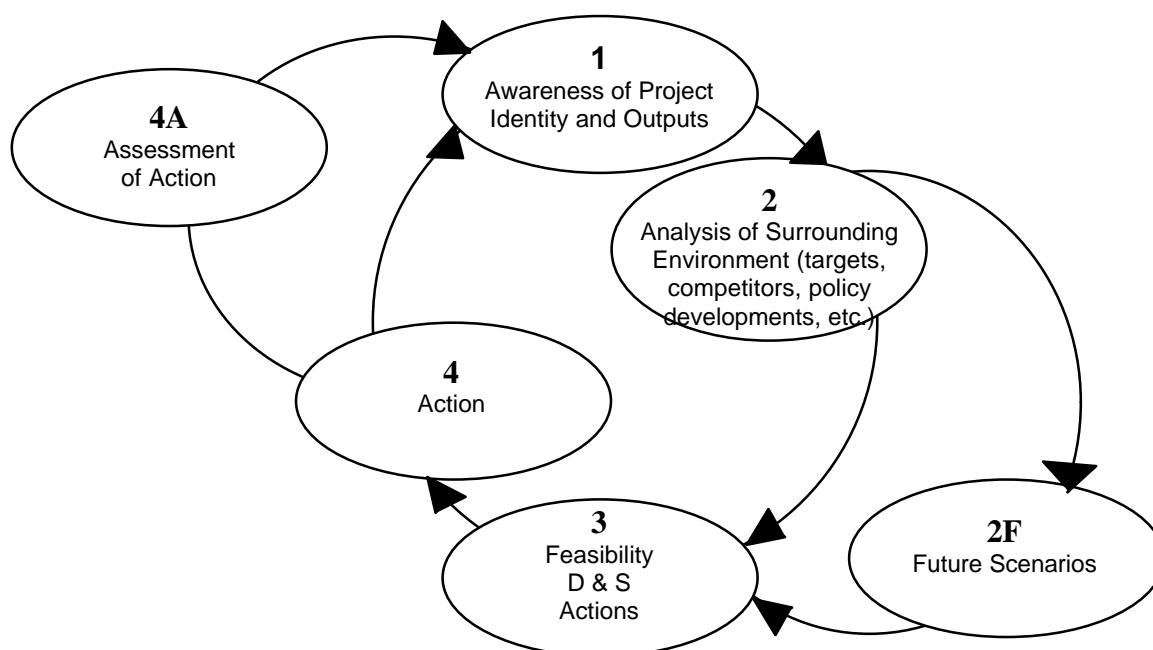 1
Awareness of Project
Identity and Outputs
4A
Assessment
of Action
2
Analysis of Surrounding
Environment (targets,
competitors, policy
developments, etc.)
4
Action
3
Feasibility
D & S
Actions
2F
Future Scenarios